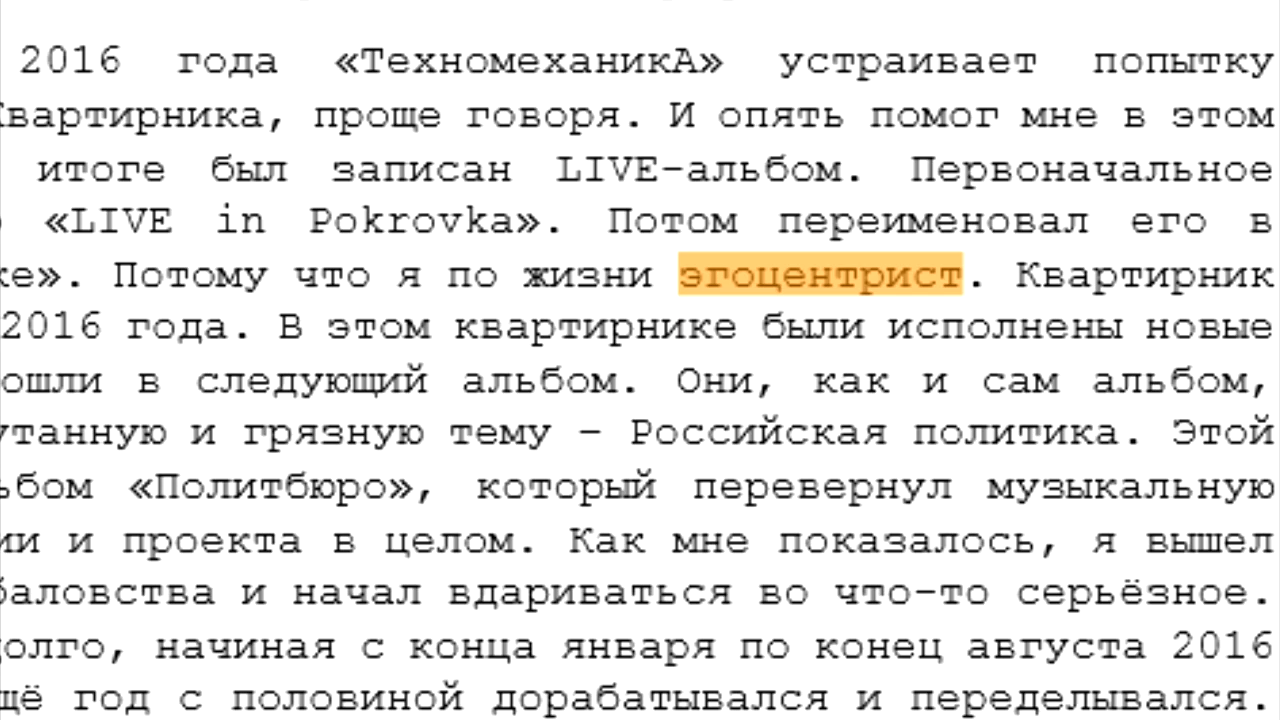 2016 года «ТехномеханикА» устраивает попытку
Квартирника, проще говоря. И опять помог мне в этом
итоге был записан LIVE-альбом. Первоначальное
«LIVE in Pokrovka». Потом переименовал его в
ке». Потому что я по жизни эгоцентрист. Квартирник
2016 года. В этом квартирнике были исполнены новые
ошли в следующий альбом. Они, как и сам альбом,
утанную и грязную тему – Российская политика. Этой
ьбом «Политбюро», который перевернул музыкальную
ии и проекта в целом. Как мне показалось, я вышел
баловства и начал вдариваться во что-то серьёзное.
долго, начиная с конца января по конец августа 2016
щё год с половиной дорабатывался и переделывался.